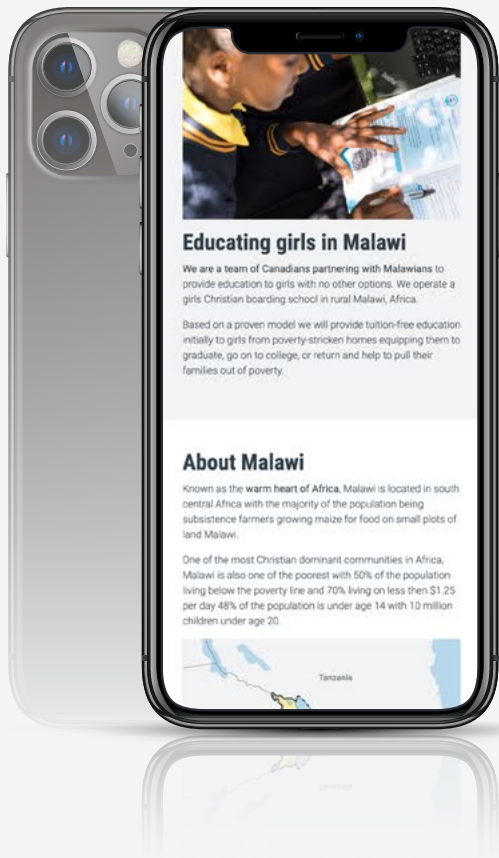 Educating girls in Malawi
We are a team of Canadians partnering with Malawians to
provide education to girls with no other options. We operate a
girls Christian boarding school in rural Malawi, Africa.
Based on a proven model we will provide tuition-free education
initially to girls from poverty-stricken homes equipping them to
graduate, go on to college, or return and help to pull their
families out of poverty.
About Malawi
Known as the warm heart of Africa, Malawi is located in south
central Africa with the majority of the population being
subsistence farmers growing maize for food on small plots of
land Malawi.
One of the most Christian dominant communities in Africa,
Malawi is also one of the poorest with 50% of the population
living below the poverty line and 70% living on less then $1.25
per day 48% of the population is under age 14 with 10 million
children under age 20.
Tanzania